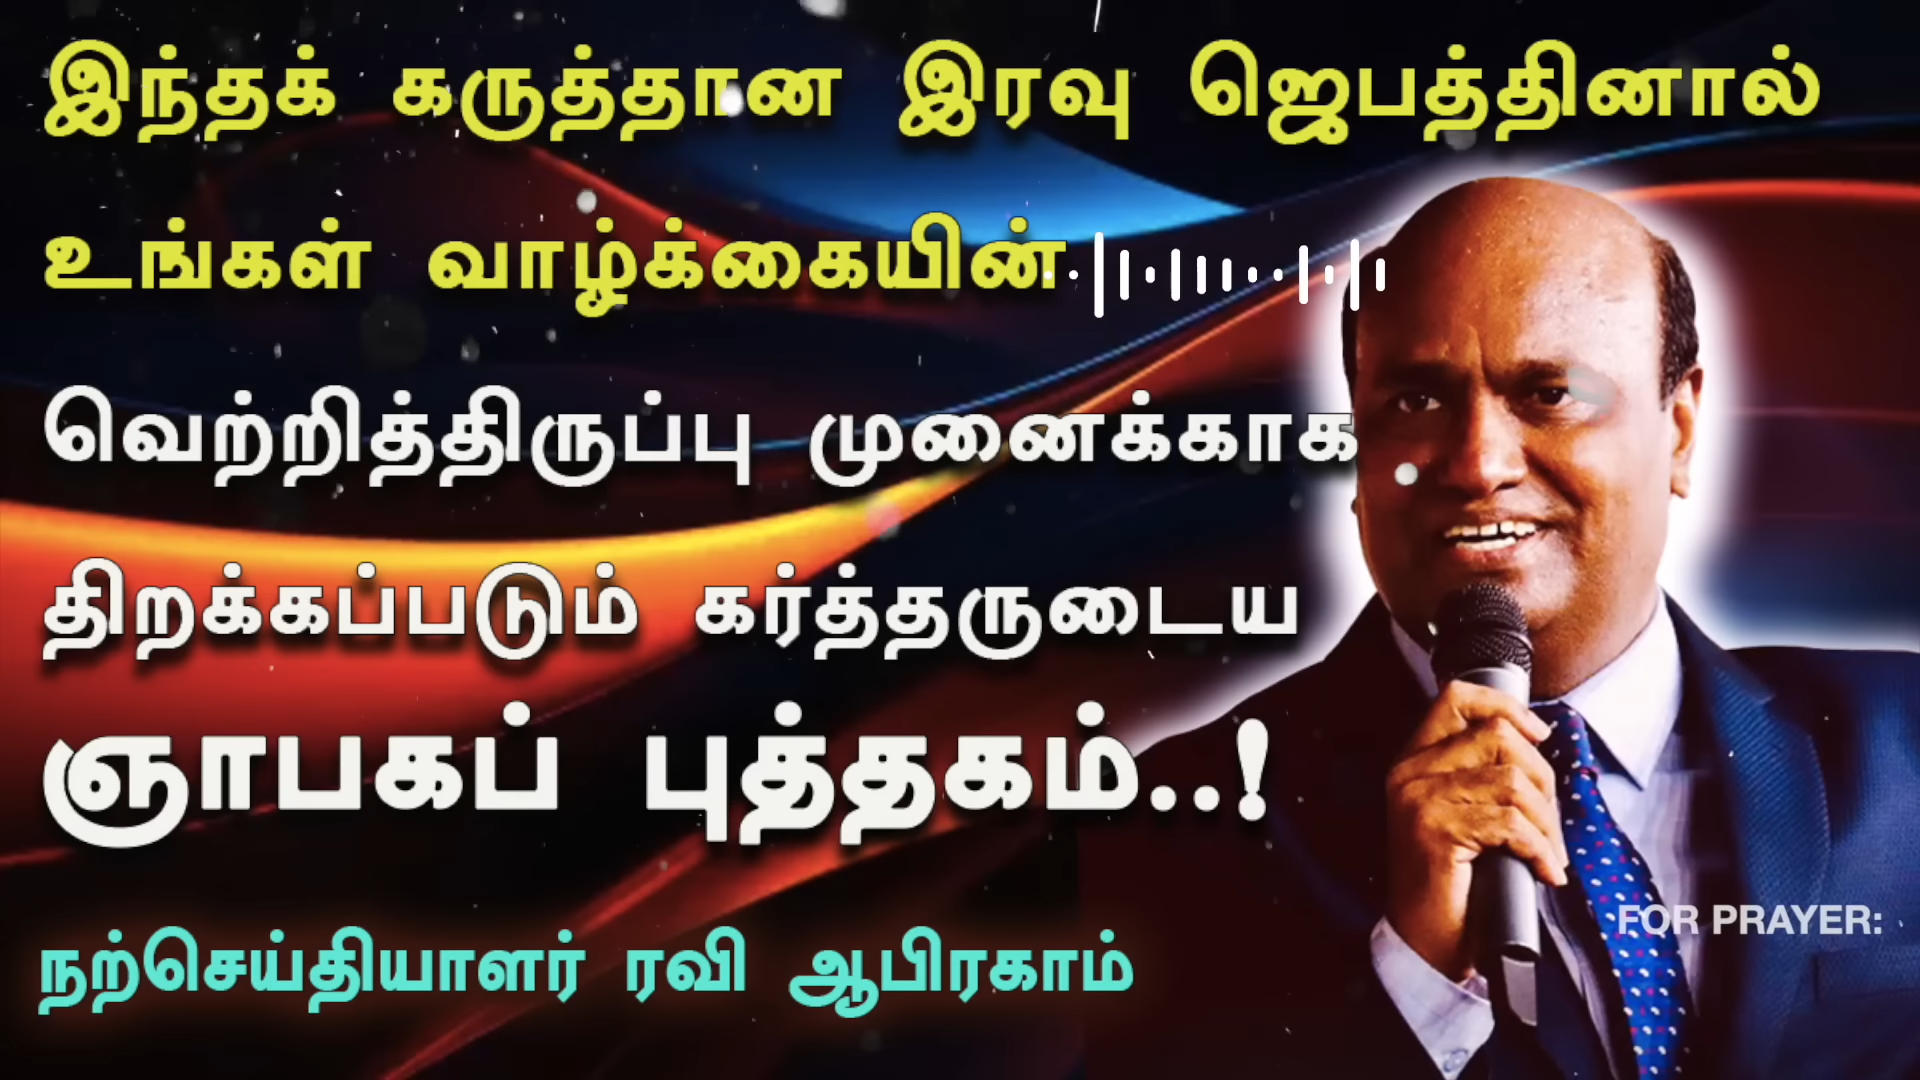 இந்தக் கருத்தான இரவு ஜெபத்தினால்
உங்கள் வாழ்க்கையின்
வெற்றித்திருப்பு முனைக்காக
திறக்கப்படும் கர்த்தருடைய
ஞாபகப் புத்தகம்..!
நற்செய்தியாளர் ரவி ஆபிரகாம்
FOR PRAYER: